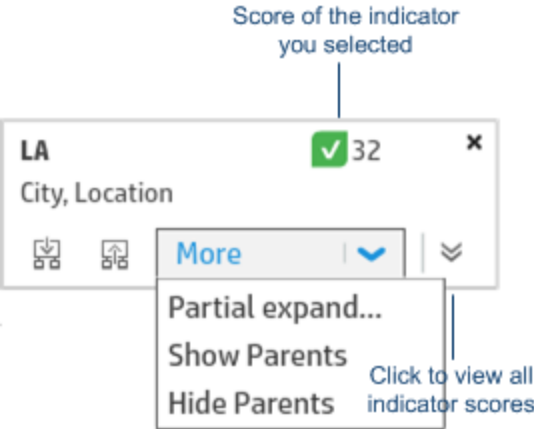 Score of the indicator
you selected
LA
32
City, Location
More
Partial expand...
Show Parents
Hide Parents
Click to view all
indicator scores